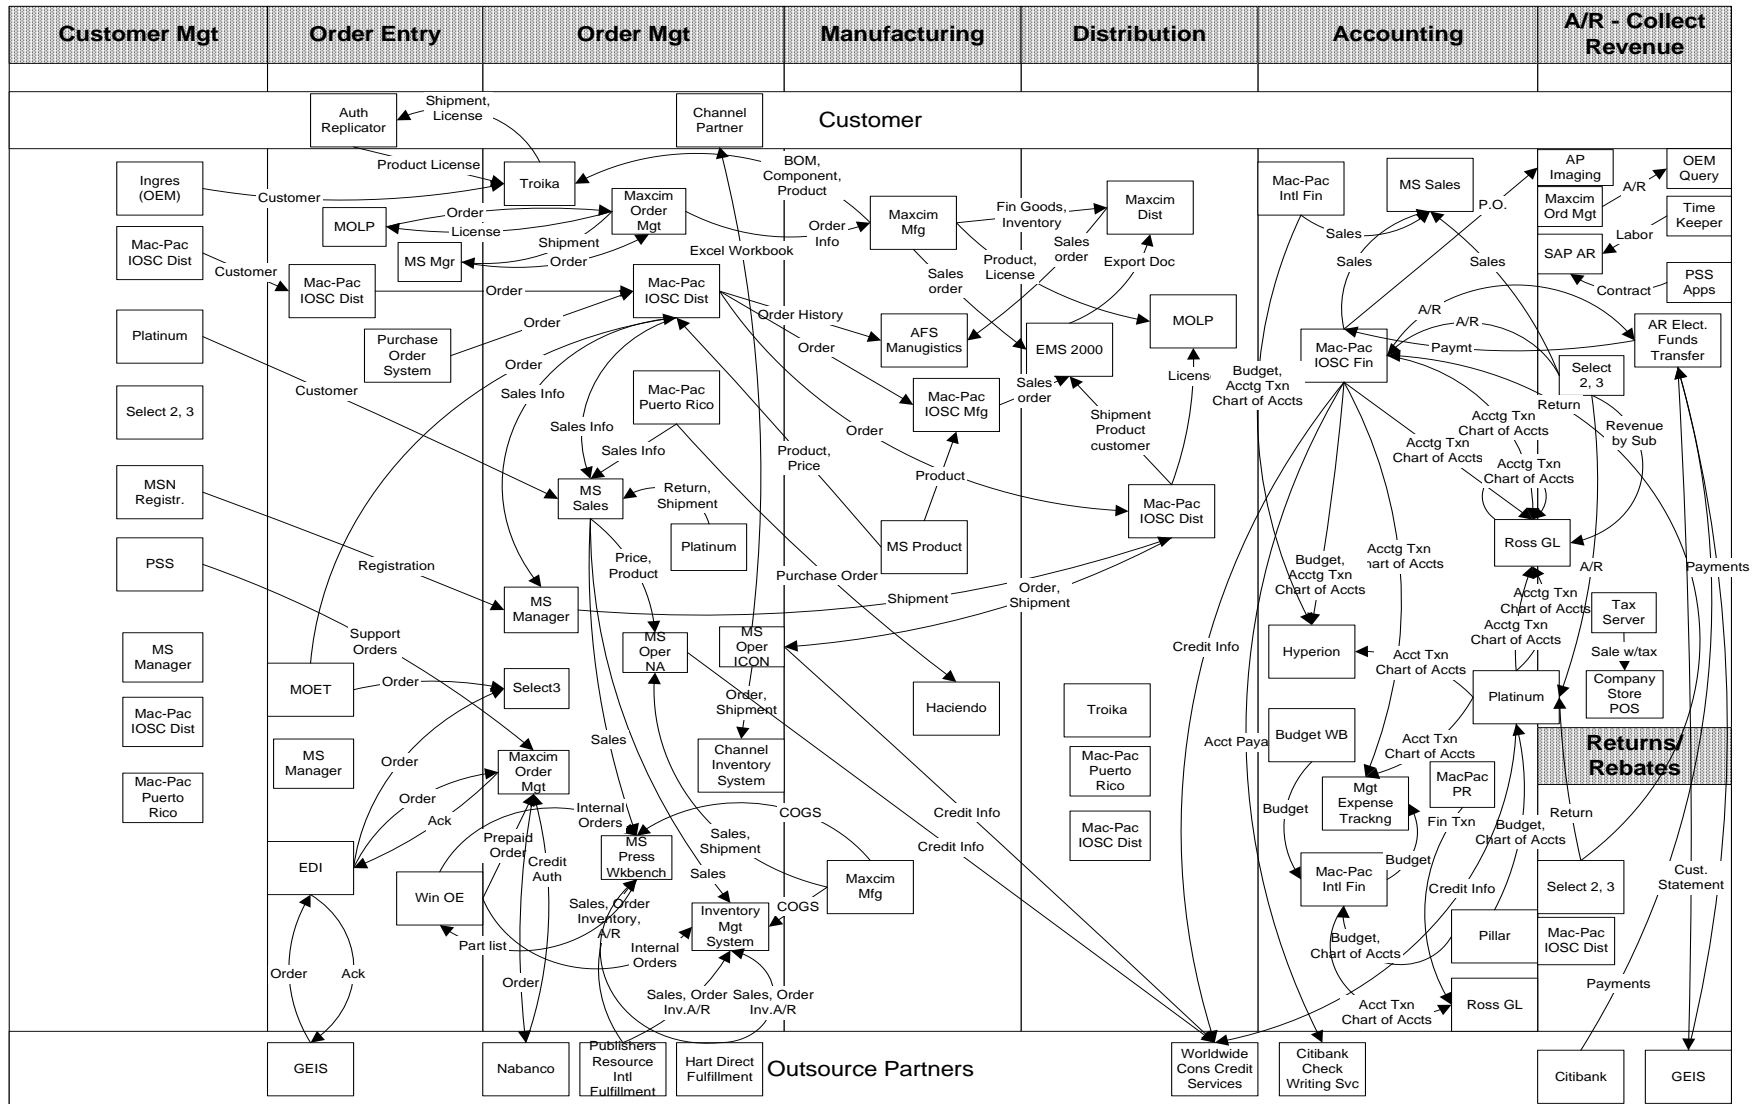 Customer Mgt
Order Entry
Order Mgt
Manufacturing
Distribution
Accounting
A/R - Collect
Revenue
Auth
Replicator
Shipment,
License
Channel
Partner
Customer
Product License
Ingres
(OEM)
Customer
Troika
BOM,
Component,
Product
Mac-Pac
Intl Fin
MS Sales
AP
Imaging
OEM
Query
A/R
Maxcim
Ord Mgt
Time
Keeper
Labor
SAP AR
PSS
Apps
Contract
MOLP
Order
License
Maxcim
Order
Mgt
Shipment
Order
MS Mgr
Order
Info
Maxcim
Mfg
Fin Goods,
Inventory
Maxcim
Dist
Sales
order
Product,
License
Sales
order
Export Doc
Sales
P.O.
Sales
Sales
Mac-Pac
IOSC Dist
Customer
Mac-Pac
IOSC Dist
Order
Mac-Pac
IOSC Dist
Excel Workbook
Order History
AFS
Manugistics
Order
EMS 2000
MOLP
License
Platinum
Customer
Purchase
Order
System
Order
Order
Sales Info
Sales Info
Sales Info
Mac-Pac
Puerto Rico
Mac-Pac
IOSC Mfg
Sales
order
Shipment
Product
customer
Order
Product,
Price
Product
Budget,
Acctg Txn
Chart of Accts
Mac-Pac
IOSC Fin
A/R
A/R
Paymt
AR Elect.
Funds
Transfer
Select
2, 3
Return
Acctg Txn
Chart of Accts
Acctg Txn
Chart of Accts
Acctg Txn
Chart of Accts
Revenue
by Sub
Select 2, 3
MSN
Registr.
MS
Sales
Return,
Shipment
Platinum
MS Product
Mac-Pac
IOSC Dist
Ross GL
PSS
Registration
Price,
Product
Purchase Order
MS
Manager
Shipment
Order,
Shipment
Budget,
Acctg Txn
Chart of Accts
Acctg Txn
hart of Accts
A/R
Payments
Acctg Txn
Chart of Accts
Acctg Txn
Chart of Accts
Tax
Server
Sale w/tax
Company
Store
POS
Support
Orders
MS
Manager
MS
Oper
NA
MS
Oper
ICON
Credit Info
Hyperion
Acct Txn
Chart of Accts
MOET
Order
Select3
Order,
Shipment
Haciendo
Troika
Platinum
Mac-Pac
IOSC Dist
Sales
Channel
Inventory
System
Acct Paya
Budget WB
Acct Txn
Chart of Accts
Returns/
Rebates
MS
Manager
Order
Maxcim
Order
Mgt
Mac-Pac
Puerto
Rico
Mgt
Expense
Trackng
MacPac
PR
Mac-Pac
Puerto
Rico
Order
Ack
Internal
Orders
Prepaid
Order
COGS
Credit Info
Credit Info
Budget
Fin Txn
Budget,
Chart of Accts
Return
Sales,
Shipment
Mac-Pac
IOSC Dist
EDI
Credit
Auth
MS
Press
Wkbench
Sales
Maxcim
Mfg
Budget
Mac-Pac
Intl Fin
Credit Info
Cust.
Statement
Select 2, 3
Win OE
Sales, Order
Inventory,
A/R
Inventory
Mgt
System
COGS
Part list
Internal
Orders
Budget,
Chart of Accts
Pillar
Mac-Pac
IOSC Dist
Order
Ack
Order
Sales, Order
Inv.A/R
Sales, Order
Inv.A/R
Acct Txn
Chart of Accts
Ross GL
Payments
GEIS
Nabanco
Publishers
Resource
Intl
Fulfillment
Hart Direct
Fulfillment
Outsource Partners
Worldwide
Cons Credit
Services
Citibank
Check
Writing Svc
Citibank
GEIS